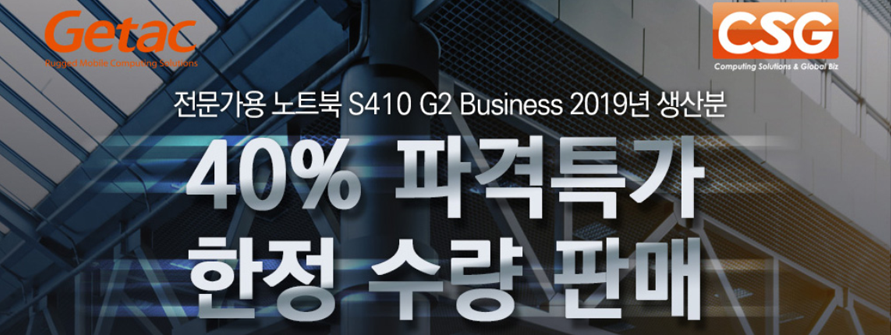 Getac
Rugged Mobile Computing Solutions
CSG
Computing Solutions & Global Biz
전문가용 노트북 S410 G2 Business 2019년 생산분
40% 파격특가
한정 수량 판매